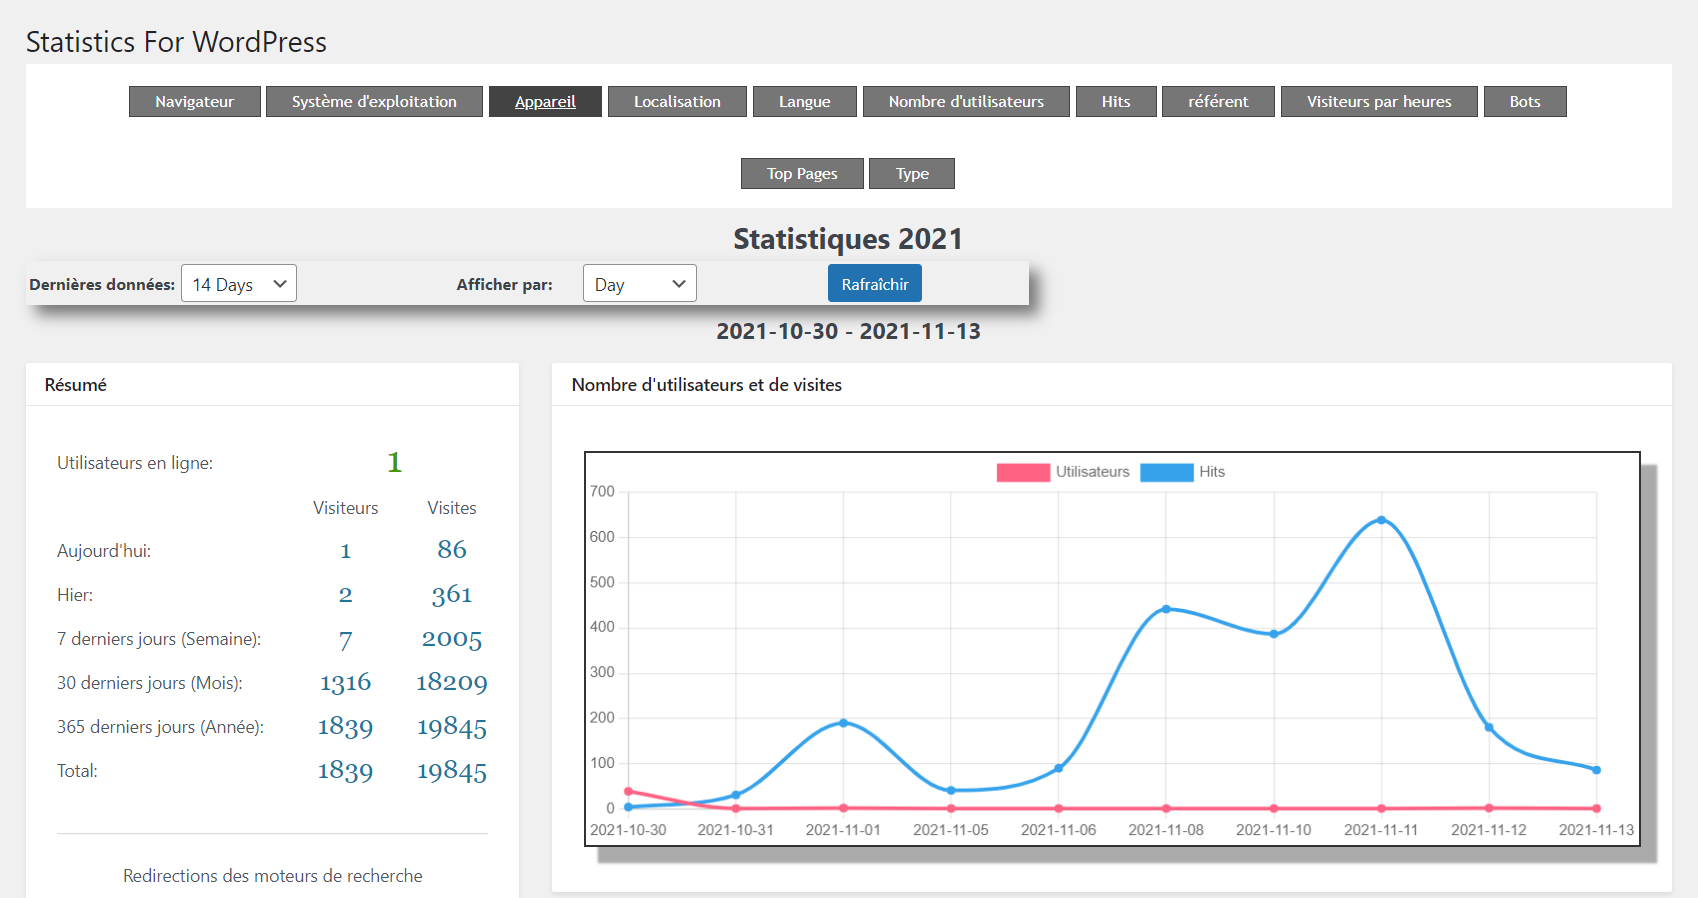 Statistics For WordPress
Navigateur Système d'exploitation Appareil Localisation Langue Nombre d'utilisateurs Hits référent Visiteurs par heures Bots
Top Pages Type
Statistiques 2021
Dernières données: 14 Days Afficher par: Day Rafraîchir
2021-10-30 - 2021-11-13
Résumé
Utilisateurs en ligne: 1
Visiteurs Visites
Aujourd'hui: 1 86
Hier: 2 361
7 derniers jours (Semaine): 7 2005
30 derniers jours (Mois): 1316 18209
365 derniers jours (Année): 1839 19845
Total: 1839 19845
Redirections des moteurs de recherche
Nombre d'utilisateurs et de visites
Utilisateurs Hits
700
600
500
400
300
200
100
0
2021-10-30 2021-10-31 2021-11-01 2021-11-05 2021-11-06 2021-11-08 2021-11-10 2021-11-11 2021-11-12 2021-11-13